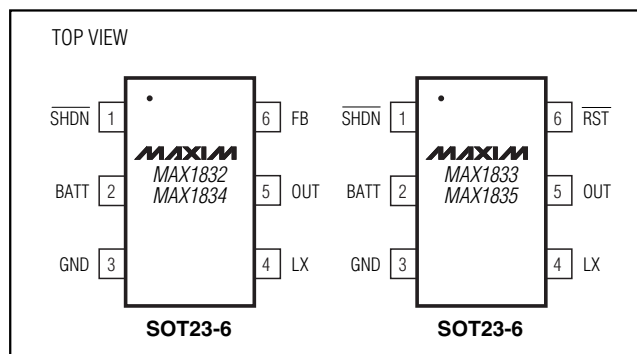 TOP VIEW
SHDN 1
6 FB
BATT 2
5 OUT
GND 3
4 LX
MAXIM
MAX1832
MAX1834
SOT23-6
SHDN 1
6 RST
BATT 2
5 OUT
GND 3
4 LX
MAXIM
MAX1833
MAX1835
SOT23-6